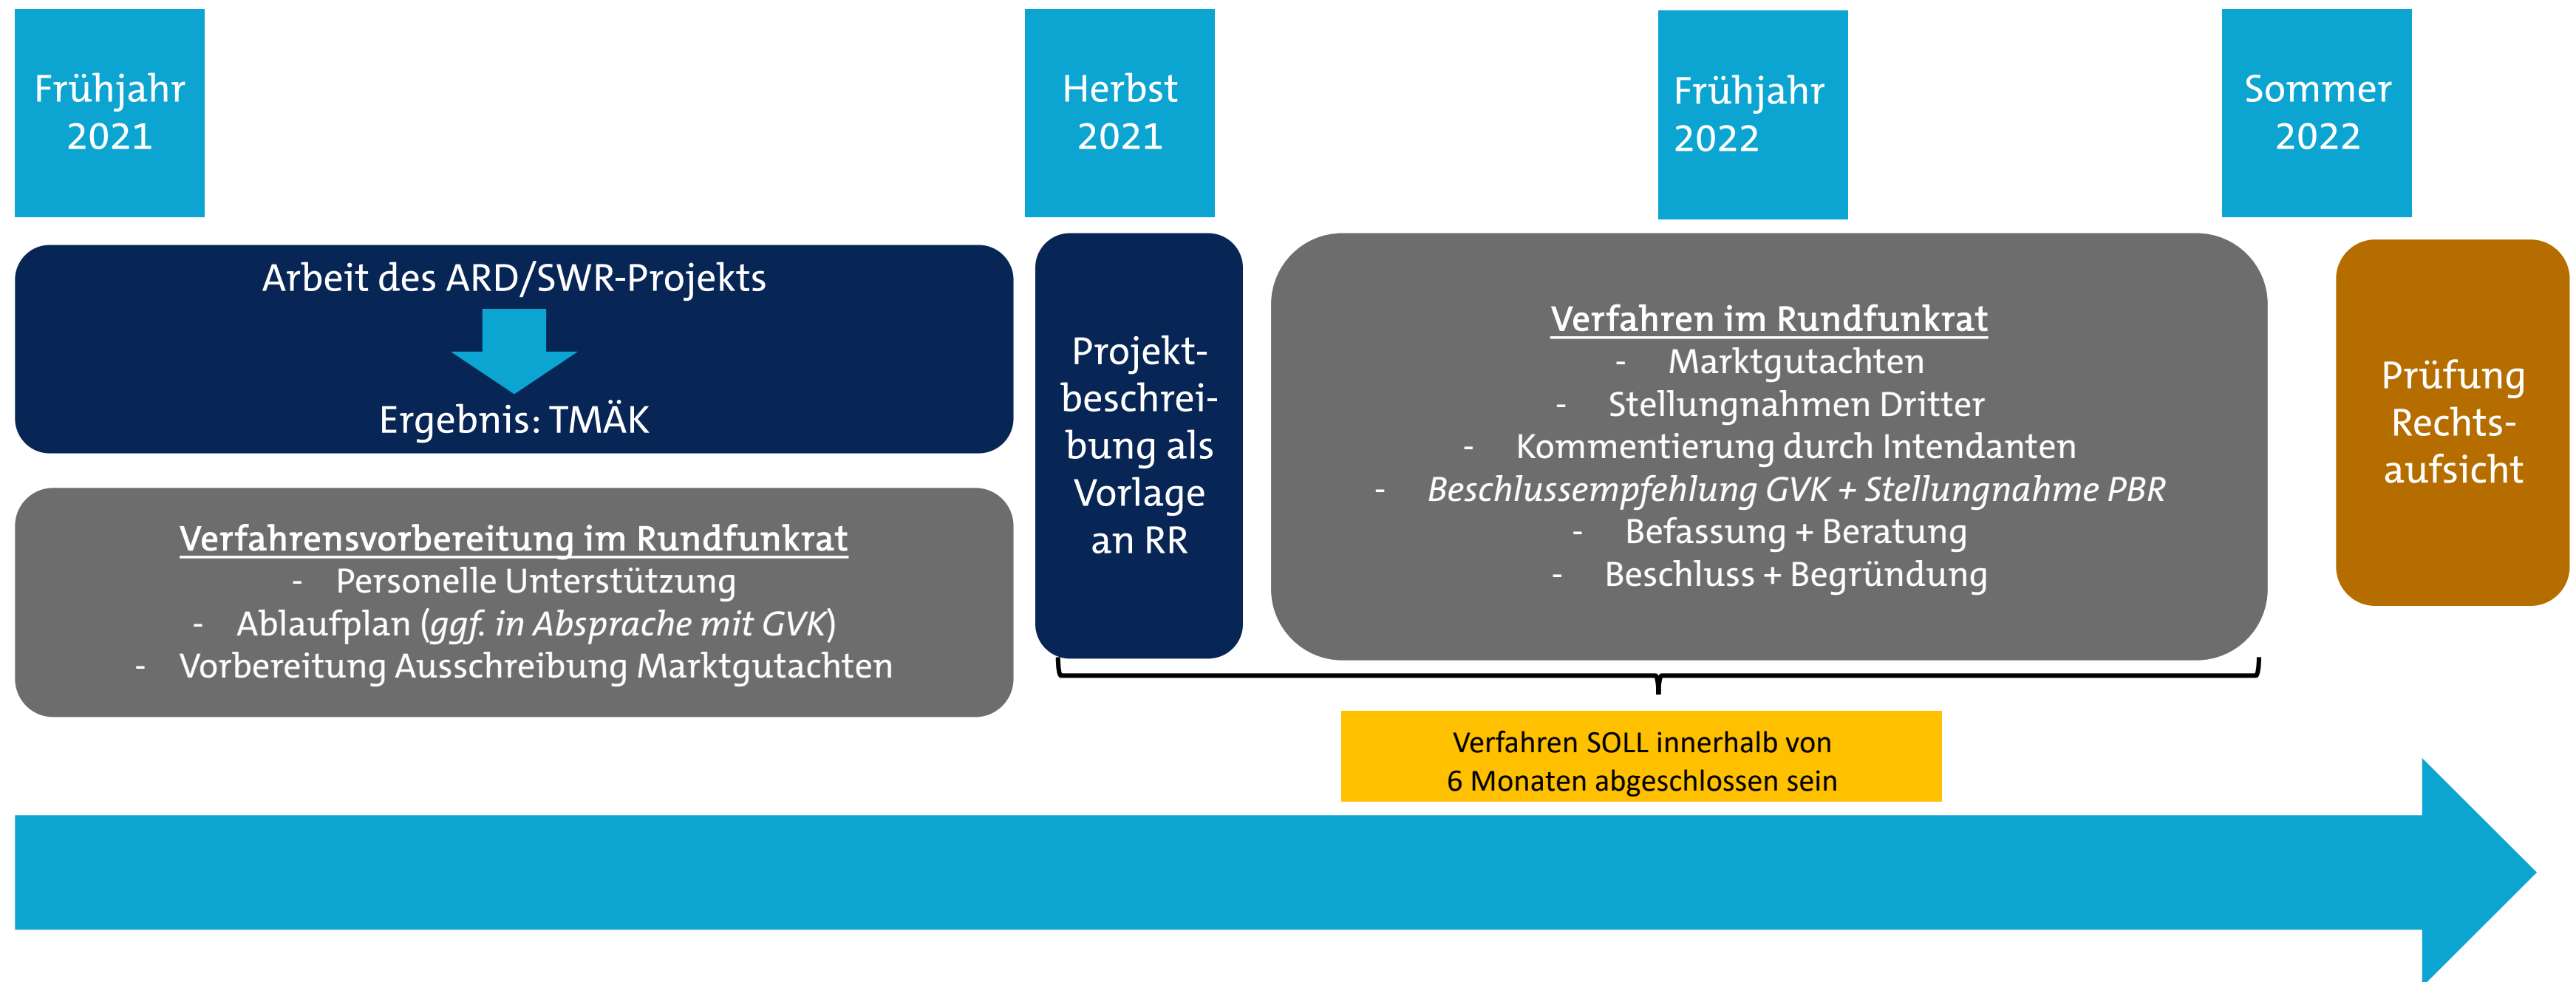 Frühjahr
2021
Herbst
2021
Frühjahr
2022
Sommer
2022
Arbeit des ARD/SWR-Projekts
Ergebnis: TMÄK
Verfahrensvorbereitung im Rundfunkrat
- Personelle Unterstützung
- Ablaufplan (ggf. in Absprache mit GVK)
- Vorbereitung Ausschreibung Marktgutachten
Projekt-
beschrei-
bung als
Vorlage
an RR
Verfahren im Rundfunkrat
- Marktgutachten
- Stellungnahmen Dritter
- Kommentierung durch Intendanten
- Beschlussempfehlung GVK + Stellungnahme PBR
- Befassung + Beratung
- Beschluss + Begründung
Prüfung
Rechts-
aufsicht
Verfahren SOLL innerhalb von
6 Monaten abgeschlossen sein